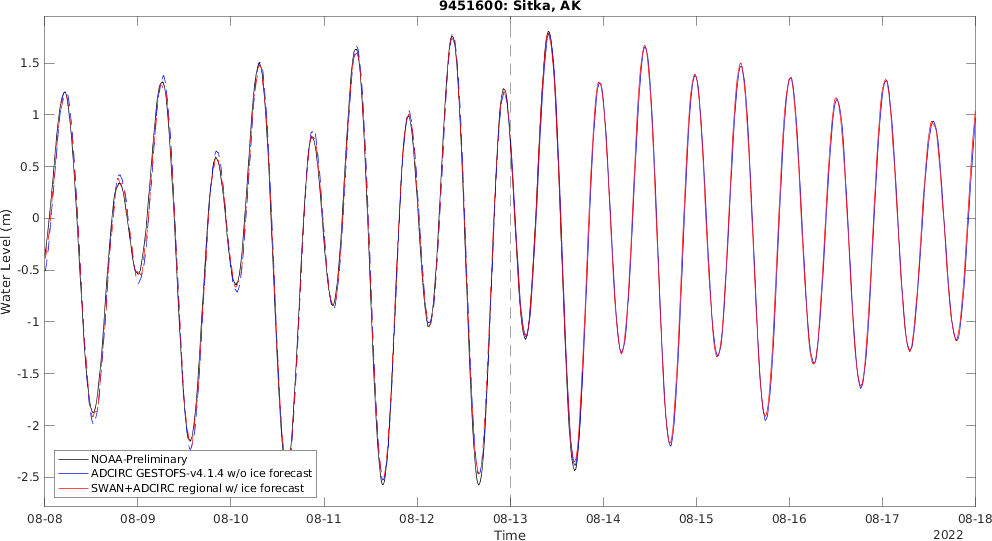 9451600: Sitka, AK
Water Level (m)
1.5
1
0.5
0
-0.5
-1
-1.5
-2
-2.5
NOAA-Preliminary
ADCIRC GESTOFS-v4.1.4 w/o ice forecast
SWAN+ADCIRC regional w/ ice forecast
08-08 08-09 08-10 08-11 08-12 08-13 08-14 08-15 08-16 08-17 08-18
Time
2022